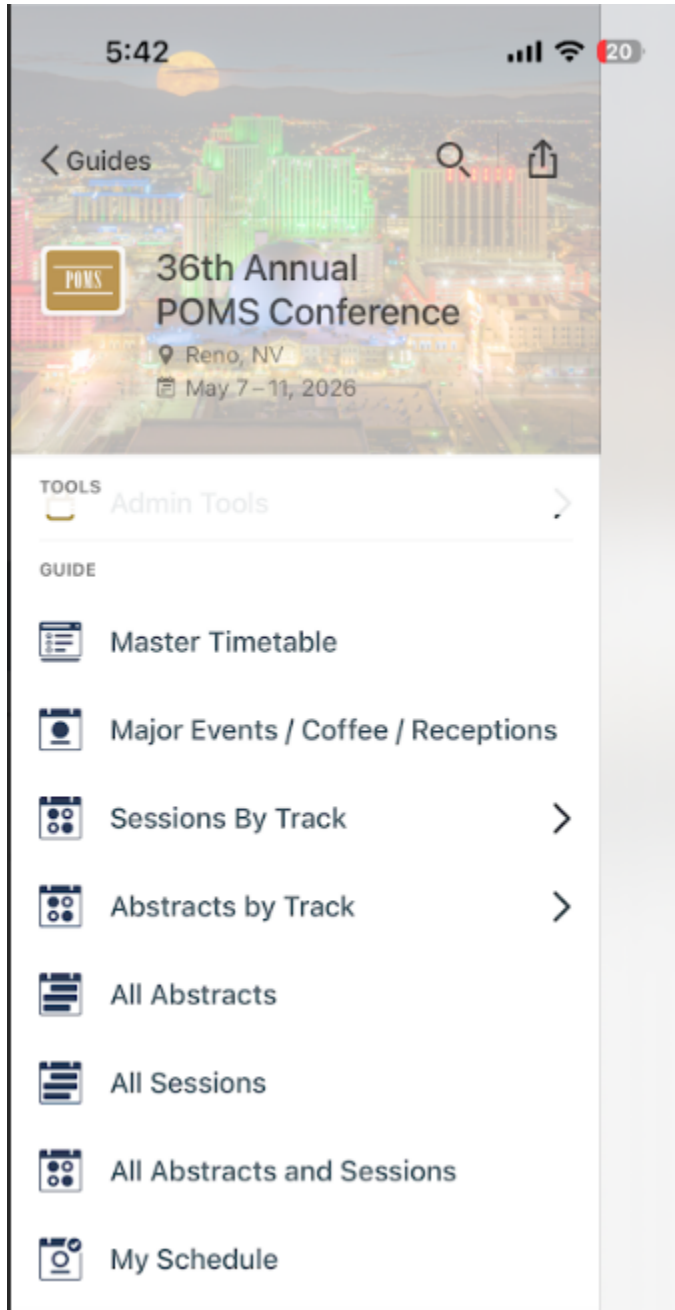 5:42
20
Guides
POMS
36th Annual
POMS Conference
Reno, NV
May 7–11, 2026
TOOLS
Admin Tools
GUIDE
Master Timetable
Major Events / Coffee / Receptions
Sessions By Track
Abstracts by Track
All Abstracts
All Sessions
All Abstracts and Sessions
My Schedule